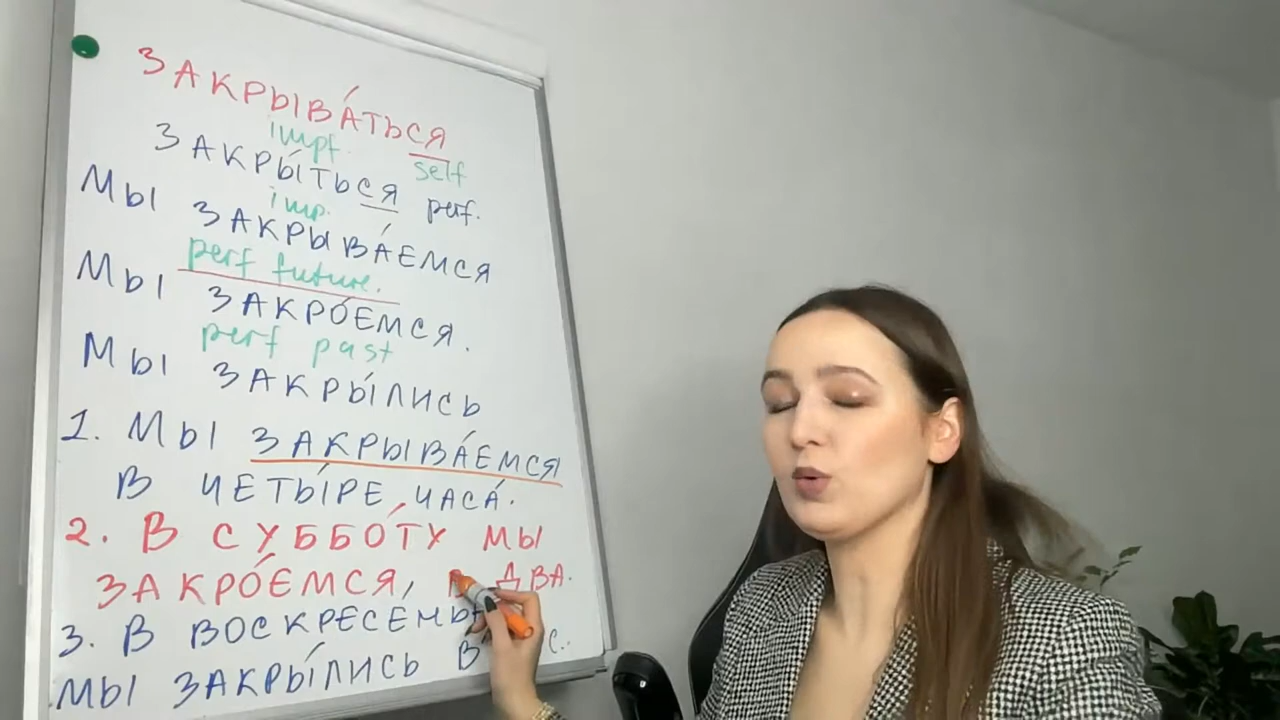 ЗАКРЫВА́ТЬСЯ
impf. self
ЗАКРЫ́ТЬСЯ perf.
imp.
МЫ ЗАКРЫВА́ЕМСЯ
perf future.
МЫ ЗАКРО́ЕМСЯ.
perf past
МЫ ЗАКРЫ́ЛИСЬ
1. МЫ ЗАКРЫВА́ЕМСЯ
В ЧЕТЫ́РЕ ЧАСА́.
2. В СУББО́ТУ МЫ
ЗАКРО́ЕМСЯ, ДВА.
3. В
МЫ ЗАКРЫ́ЛИСЬ В